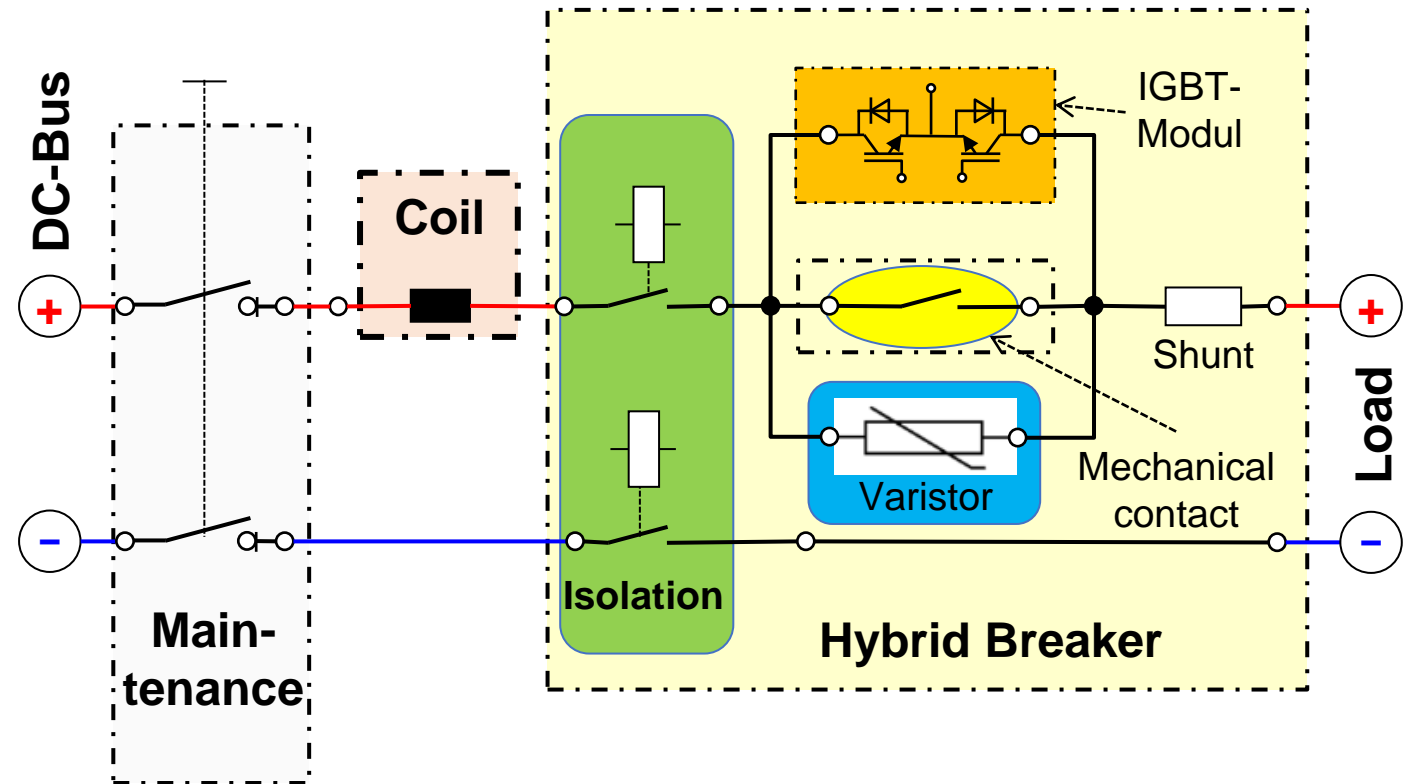 DC-Bus
+
-
Main-
tenance
Coil
Isolation
IGBT-
Modul
Varistor
Shunt
Mechanical
contact
Hybrid Breaker
Load
+
-